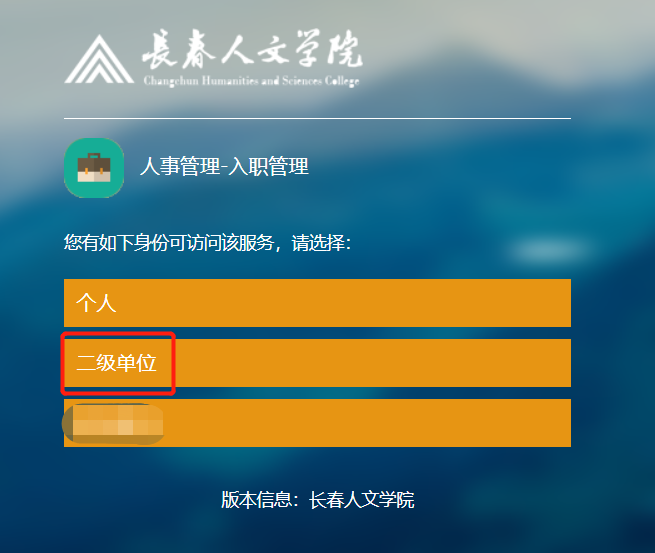 長春人文学院
Changchun Humanities and Sciences College
人事管理-入职管理
您有如下身份可访问该服务，请选择：
个人
二级单位
版本信息：长春人文学院